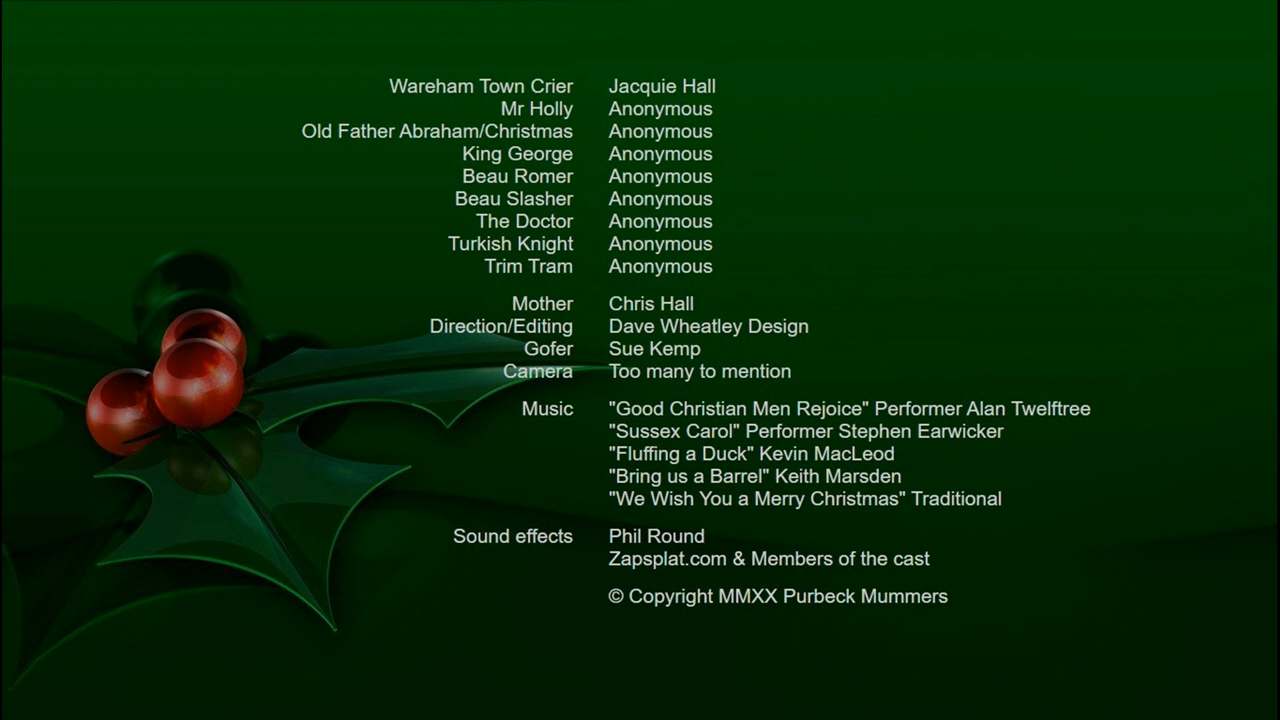 Wareham Town Crier Jacquie Hall
Mr Holly Anonymous
Old Father Abraham/Christmas Anonymous
King George Anonymous
Beau Romer Anonymous
Beau Slasher Anonymous
The Doctor Anonymous
Turkish Knight Anonymous
Trim Tram Anonymous
Mother Chris Hall
Direction/Editing Dave Wheatley Design
Gofer Sue Kemp
Camera Too many to mention
Music "Good Christian Men Rejoice" Performer Alan Twelftree
"Sussex Carol" Performer Stephen Earwicker
"Fluffing a Duck" Kevin MacLeod
"Bring us a Barrel" Keith Marsden
"We Wish You a Merry Christmas" Traditional
Sound effects Phil Round
Zapsplat.com & Members of the cast
© Copyright MMXX Purbeck Mummers